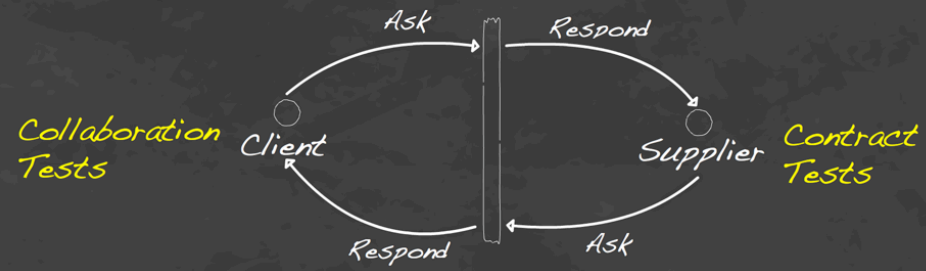 Ask
Respond
Collaboration
Tests
Client
Supplier
Contract
Tests
Respond
Ask